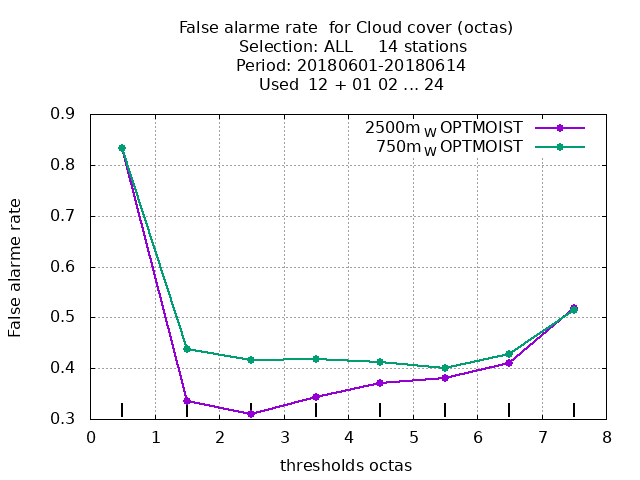 False alarme rate  for Cloud cover (octas)
Selection: ALL     14 stations
Period: 20180601-20180614
Used  12 + 01 02 ... 24
0.9
0.8
0.7
0.6
0.5
0.4
0.3
False alarme rate
2500m W OPTMOIST
750m W OPTMOIST
0 1 2 3 4 5 6 7 8
thresholds octas